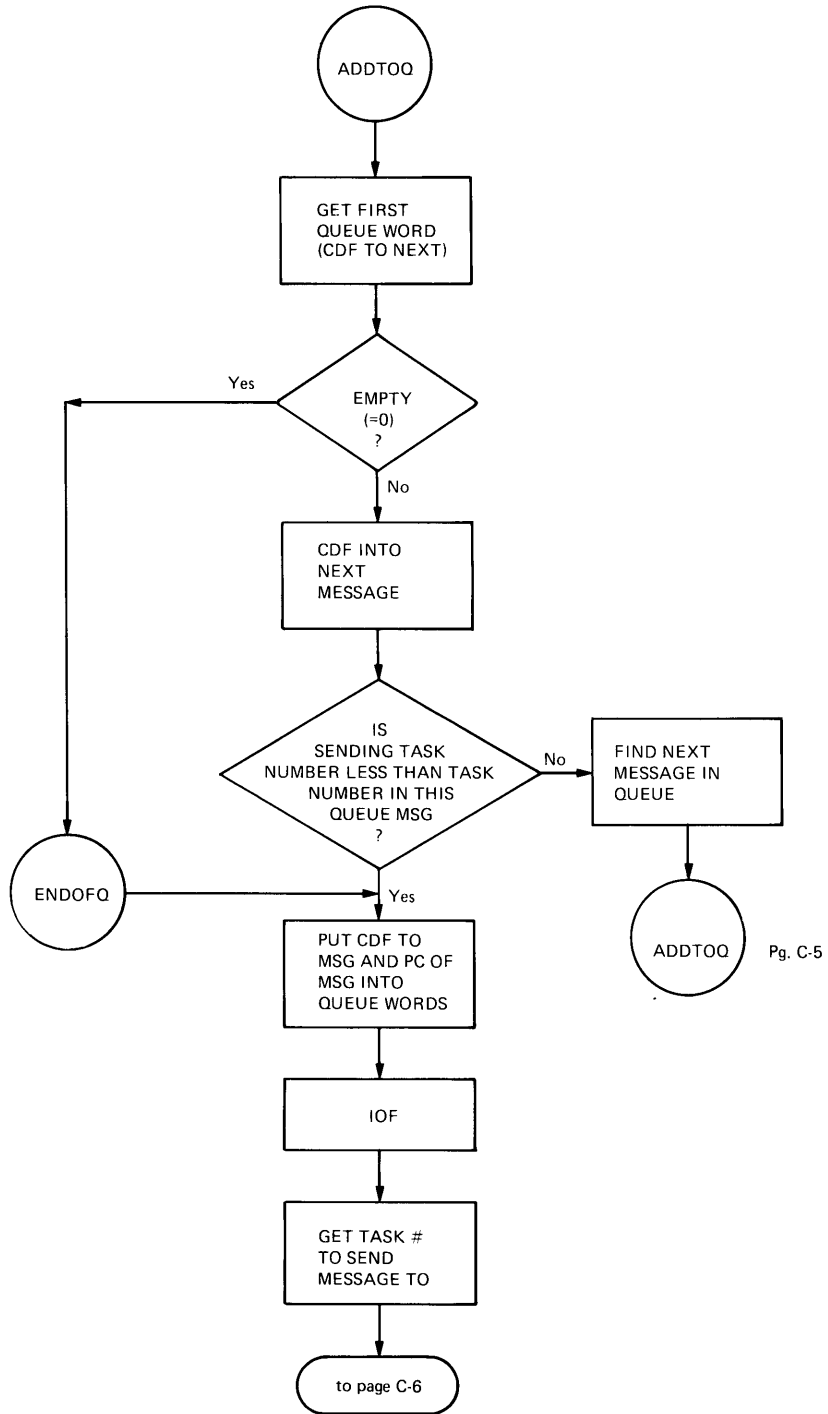 ADDTOQ
GET FIRST
QUEUE WORD
(CDF TO NEXT)
Yes
EMPTY
(=0)
?
No
CDF INTO
NEXT
MESSAGE
IS
SENDING TASK
NUMBER LESS THAN TASK
NUMBER IN THIS
QUEUE MSG
?
No
FIND NEXT
MESSAGE IN
QUEUE
ENDOFQ
Yes
ADDTOQ
Pg. C-5
PUT CDF TO
MSG AND PC OF
MSG INTO
QUEUE WORDS
IOF
GET TASK #
TO SEND
MESSAGE TO
to page C-6